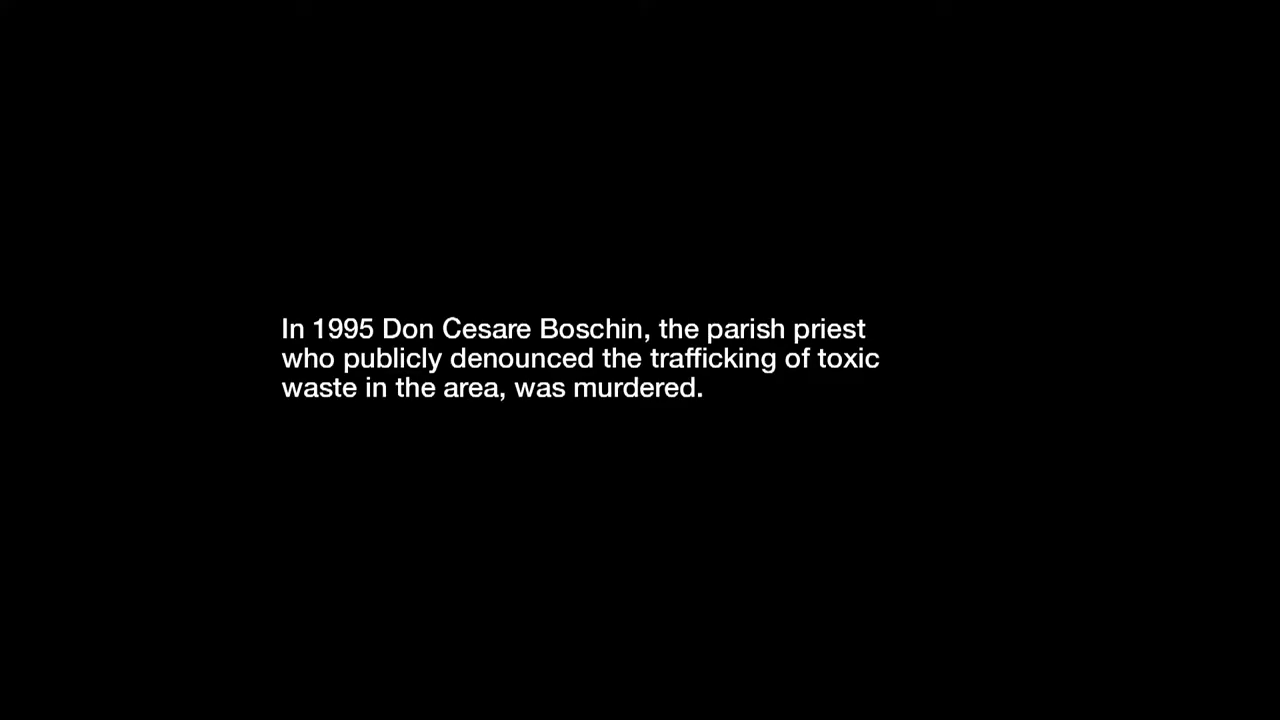 In 1995 Don Cesare Boschin, the parish priest
who publicly denounced the trafficking of toxic
waste in the area, was murdered.